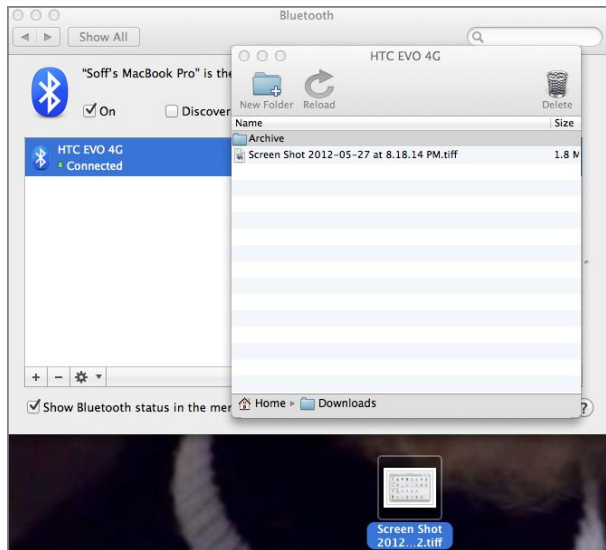 Bluetooth
Show All
"Soff's MacBook Pro" is the
On
Discover
HTC EVO 4G
Connected
Show Bluetooth status in the mer
HTC EVO 4G
New Folder
Reload
Delete
Name
Size
Archive
Screen Shot 2012-05-27 at 8.18.14 PM.tiff
1.8 M
Home
Downloads
Screen Shot
2012...2.tiff